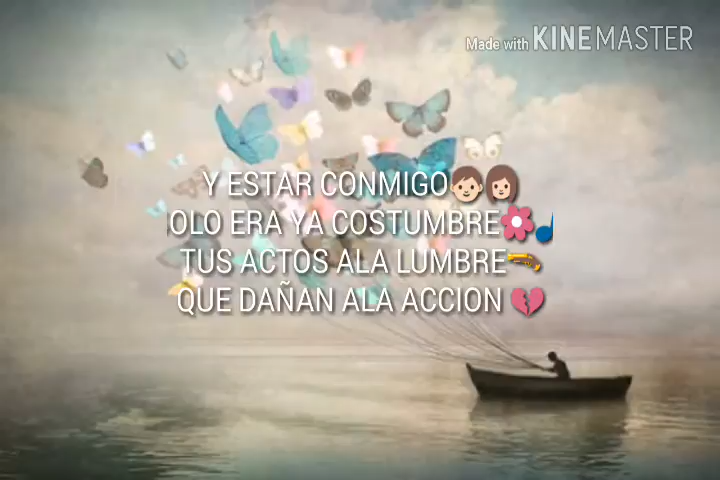 Made with KINEMASTER
Y ESTAR CONMIGO👦🏻👩🏻
OLO ERA YA COSTUMBRE🌸🎵
TUS ACTOS ALA LUMBRE🔫
QUE DAÑAN ALA ACCION 💔